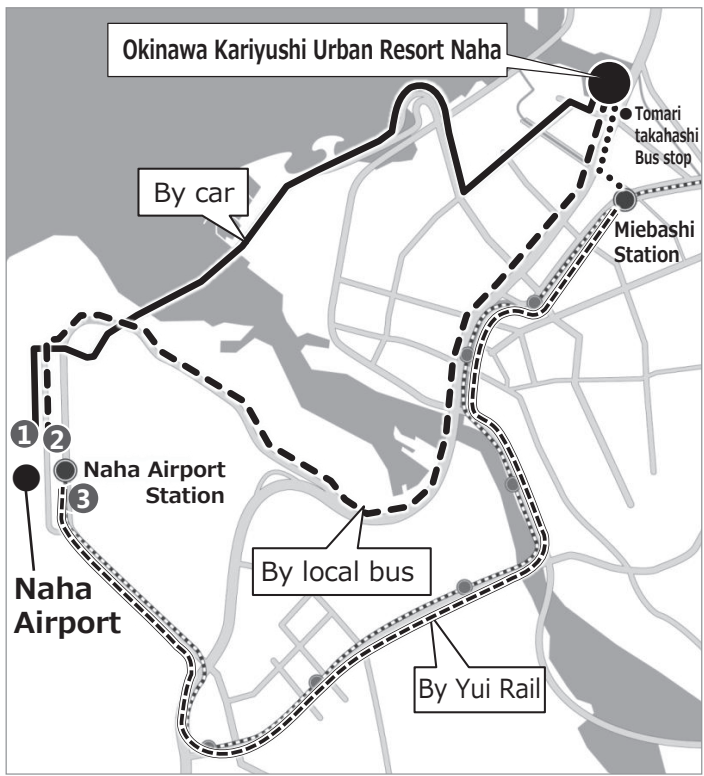 Okinawa Kariyushi Urban Resort Naha
Tomari
takahashi
Bus stop
By car
Miebashi
Station
1
2
Naha Airport
Station
3
By local bus
Naha
Airport
By Yui Rail